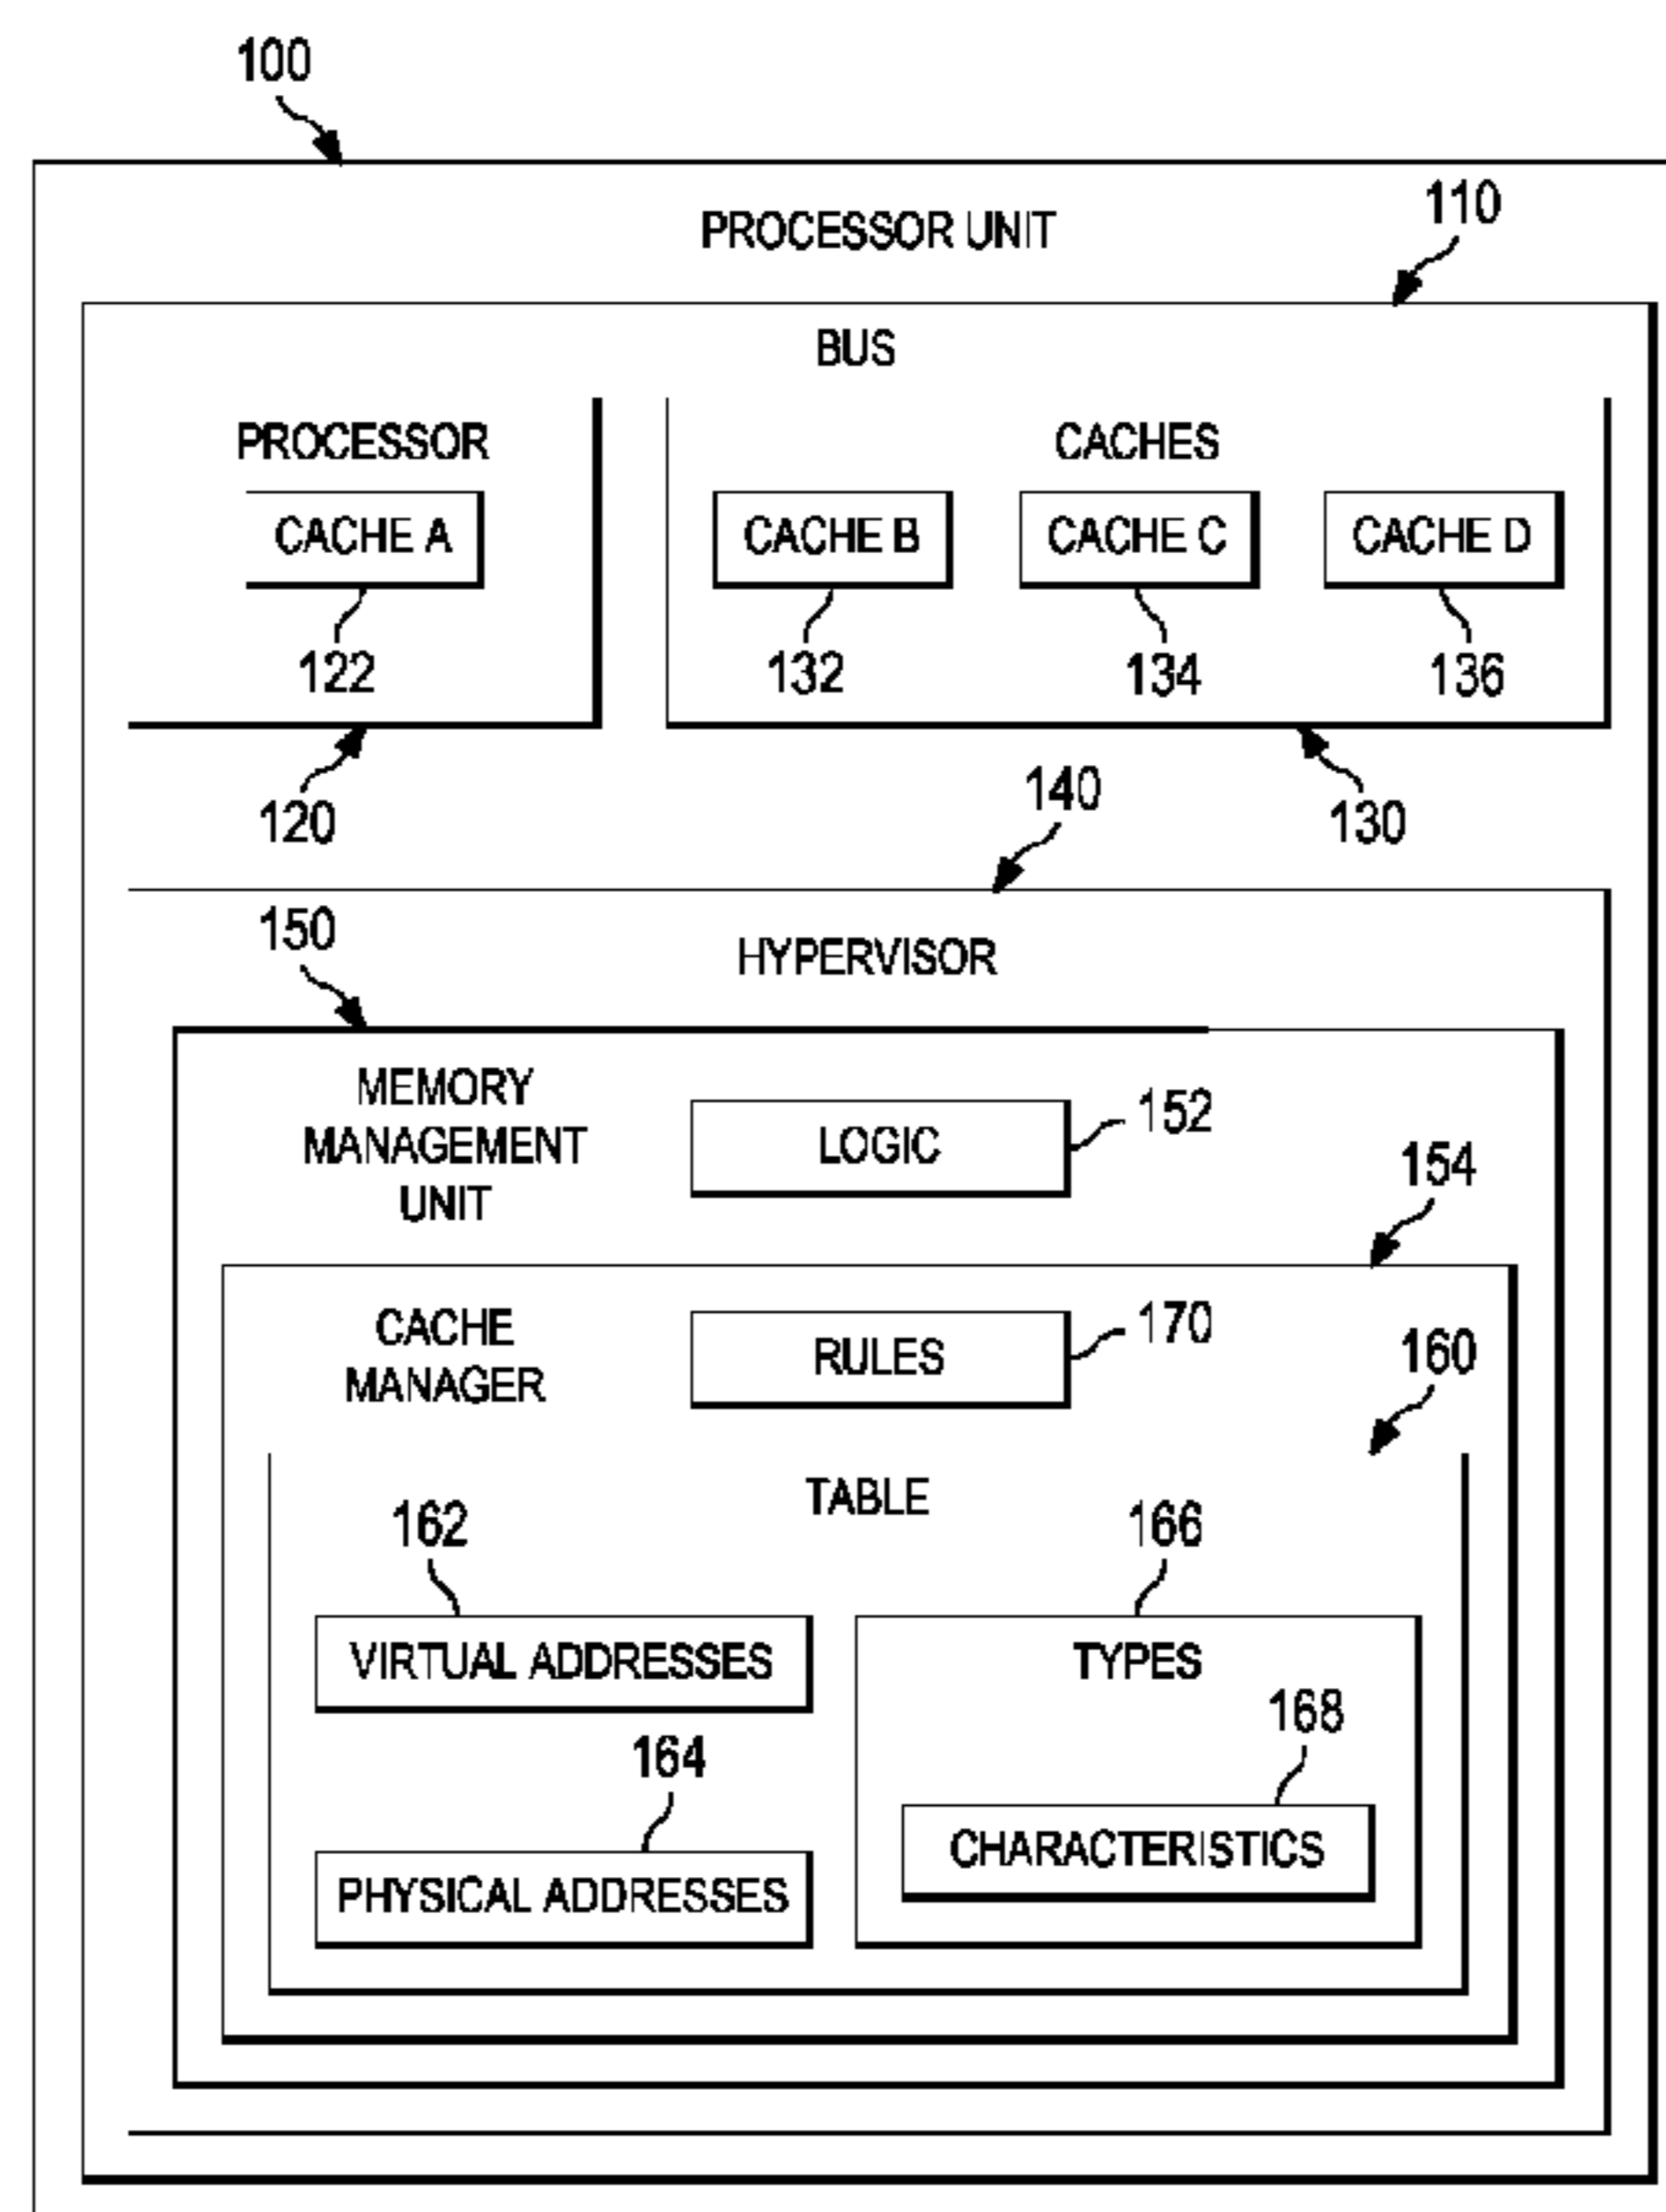 100
PROCESSOR UNIT
110
BUS
PROCESSOR
CACHES
CACHE A
CACHE B
CACHE C
CACHE D
122
132
134
136
120
140
130
150
HYPERVISOR
MEMORY
MANAGEMENT
UNIT
LOGIC
152
154
CACHE
MANAGER
RULES
170
160
TABLE
162
166
VIRTUAL ADDRESSES
TYPES
168
164
CHARACTERISTICS
PHYSICAL ADDRESSES